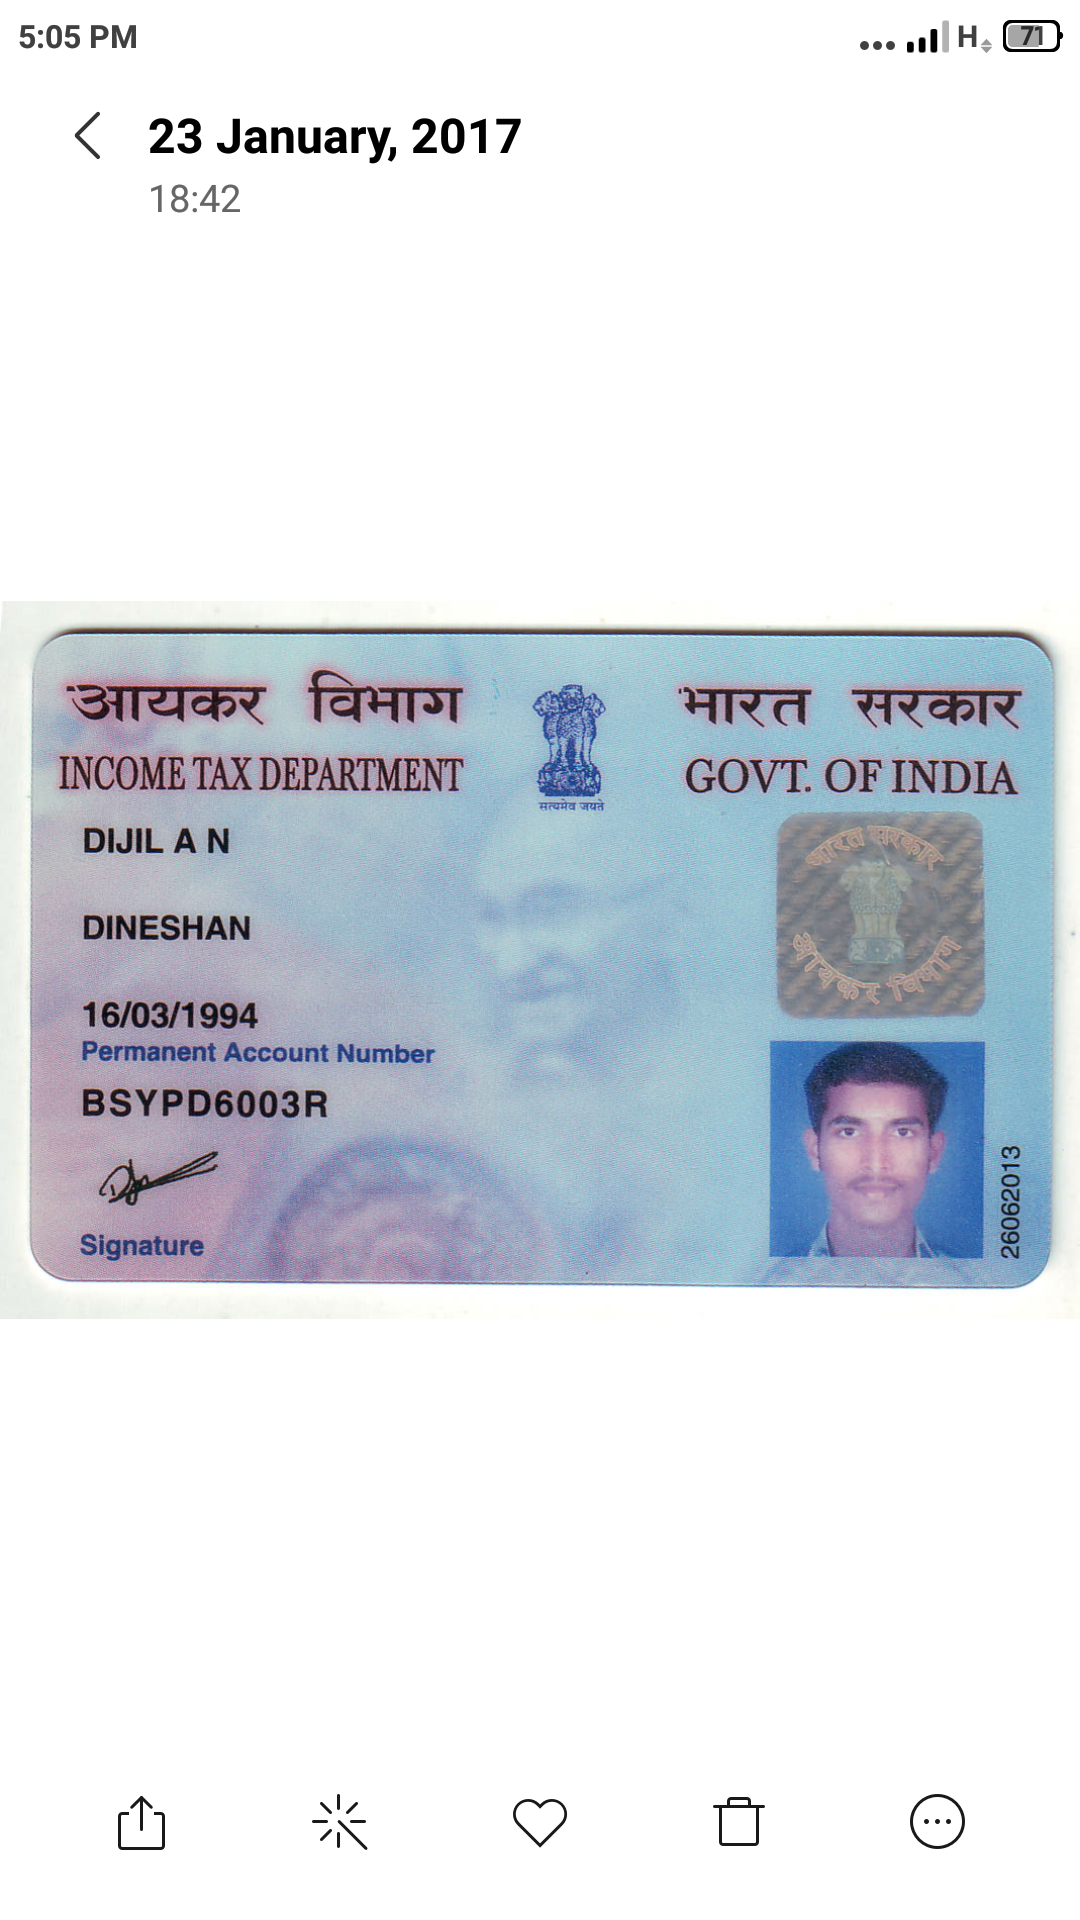 5:05 PM
H
71
23 January, 2017
18:42
आयकर विभाग
भारत सरकार
INCOME TAX DEPARTMENT
GOVT. OF INDIA
सत्यमेव जयते
DIJIL A N
भारत सरकार
आयकर विभाग
DINESHAN
16/03/1994
Permanent Account Number
BSYPD6003R
26062013
Signature